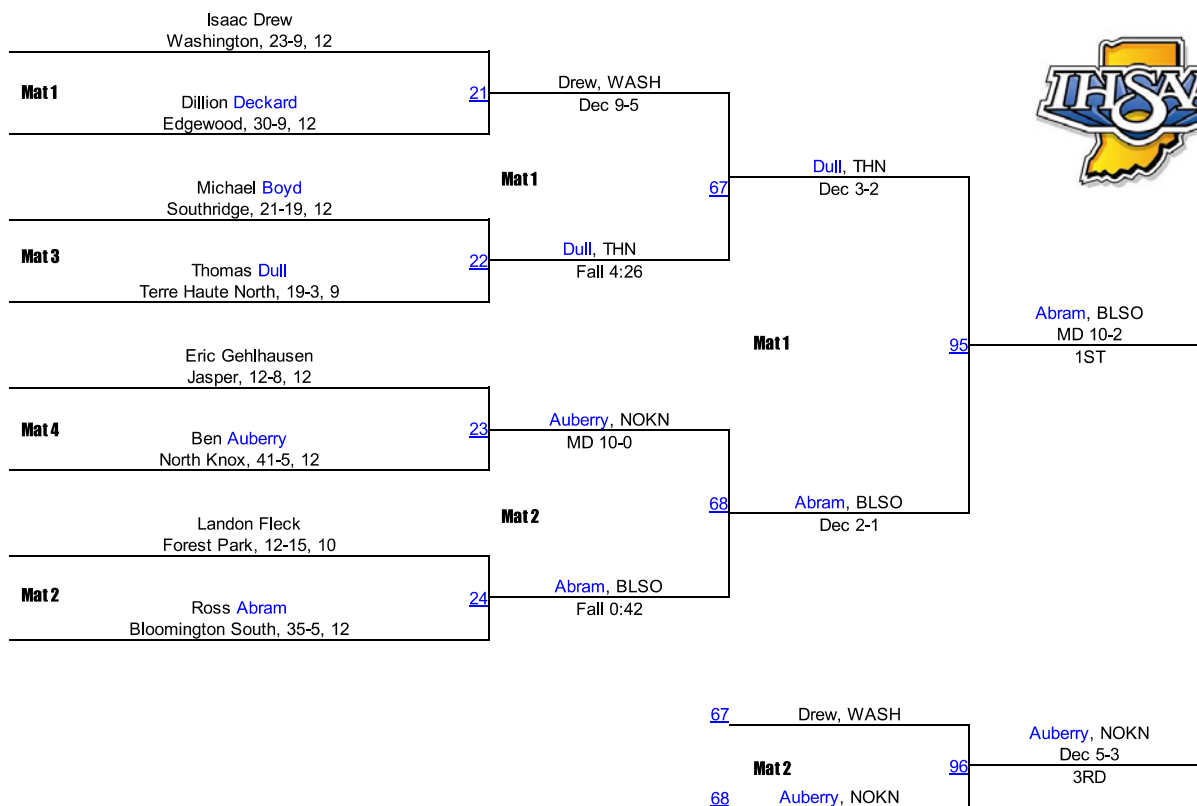 Isaac Drew
Washington, 23-9, 12
Mat 1
21
Dillion Deckard
Edgewood, 30-9, 12
Drew, WASH
Dec 9-5
Mat 1
67
Michael Boyd
Southridge, 21-19, 12
Mat 3
22
Thomas Dull
Terre Haute North, 19-3, 9
Dull, THN
Fall 4:26
Dull, THN
Dec 3-2
Mat 1
95
Abram, BLSO
MD 10-2
1ST
Eric Gehlhausen
Jasper, 12-8, 12
Mat 4
23
Ben Auberry
North Knox, 41-5, 12
Auberry, NOKN
MD 10-0
Mat 2
68
Abram, BLSO
Dec 2-1
Landon Fleck
Forest Park, 12-15, 10
Mat 2
24
Ross Abram
Bloomington South, 35-5, 12
Abram, BLSO
Fall 0:42
IHSAA
67
Drew, WASH
Mat 2
96
68
Auberry, NOKN
Auberry, NOKN
Dec 5-3
3RD